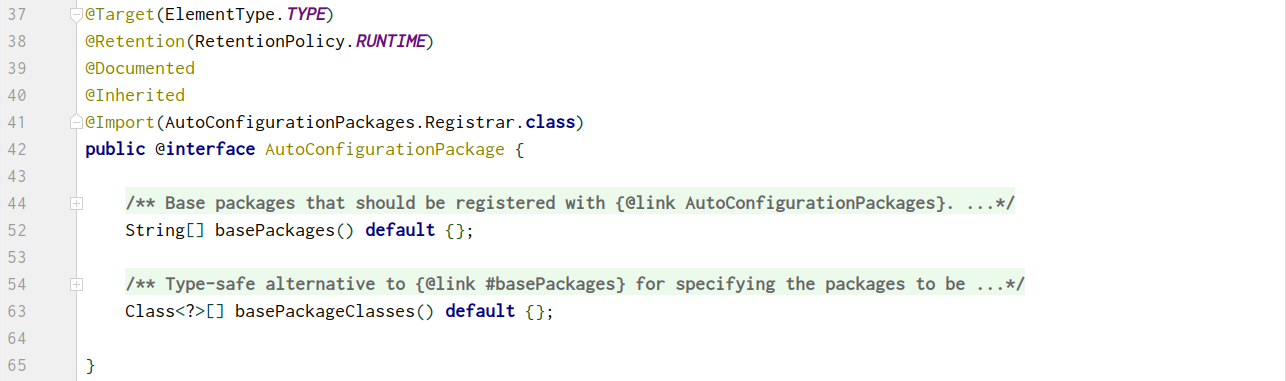 37 @Target(ElementType.TYPE)
38 @Retention(RetentionPolicy.RUNTIME)
39 @Documented
40 @Inherited
41 @Import(AutoConfigurationPackages.Registrar.class)
42 public @interface AutoConfigurationPackage {
43
44 /** Base packages that should be registered with {@link AutoConfigurationPackages}. ...*/
52 String[] basePackages() default {};
53
54 /** Type-safe alternative to {@link #basePackages} for specifying the packages to be ...*/
63 Class<?>[] basePackageClasses() default {};
64
65 }